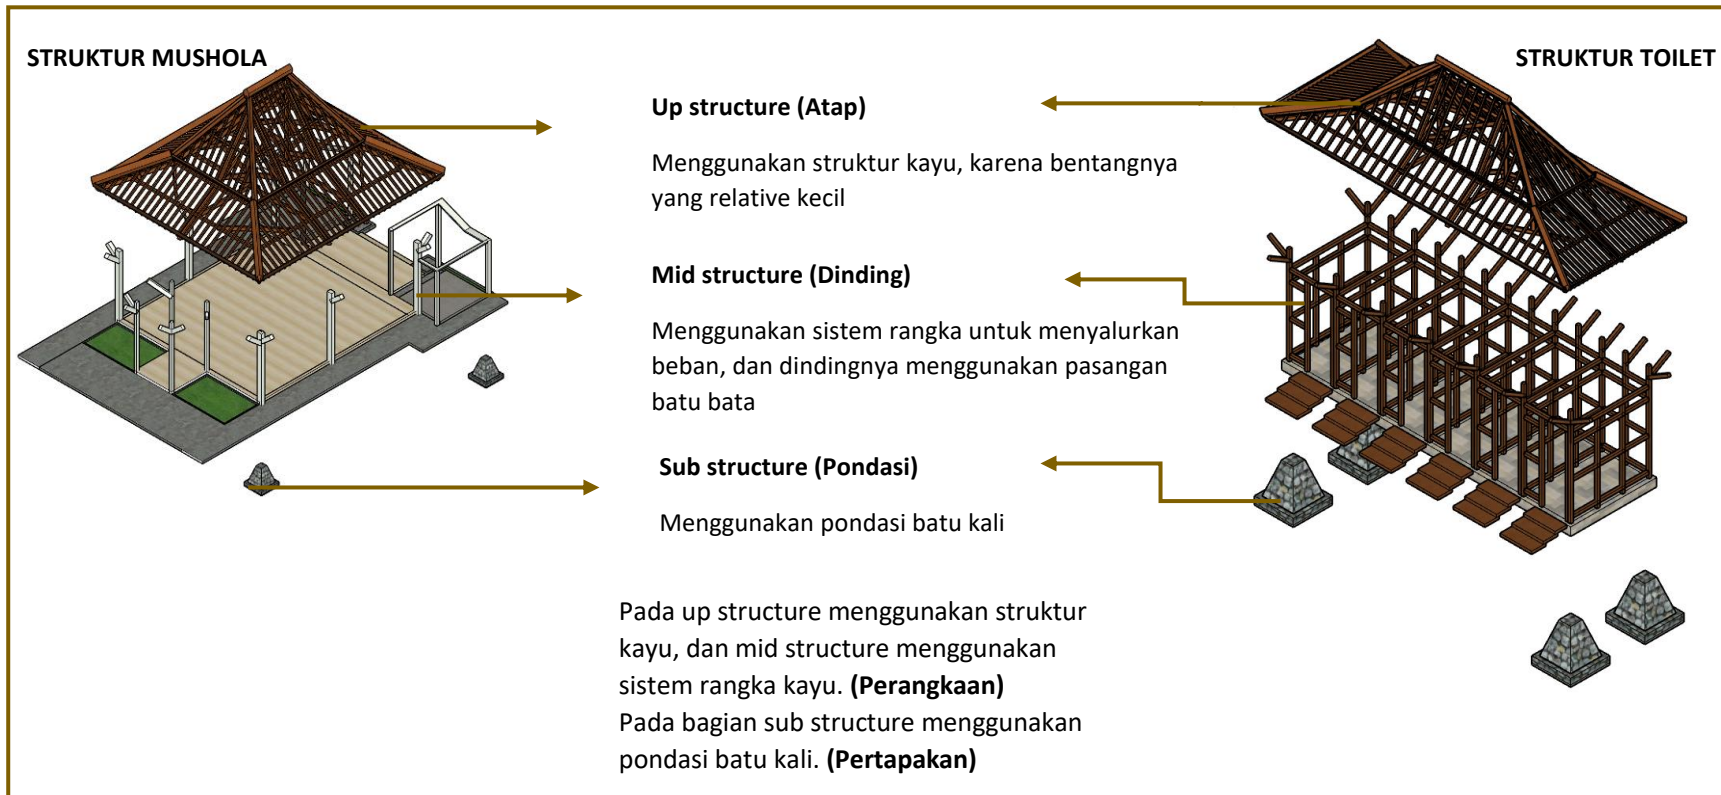 STRUKTUR MUSHOLA
STRUKTUR TOILET
Up structure (Atap)
Menggunakan struktur kayu, karena bentangnya
yang relative kecil
Mid structure (Dinding)
Menggunakan sistem rangka untuk menyalurkan
beban, dan dindingnya menggunakan pasangan
batu bata
Sub structure (Pondasi)
Menggunakan pondasi batu kali
Pada up structure menggunakan struktur
kayu, dan mid structure menggunakan
sistem rangka kayu. (Perangkaan)
Pada bagian sub structure menggunakan
pondasi batu kali. (Pertapakan)